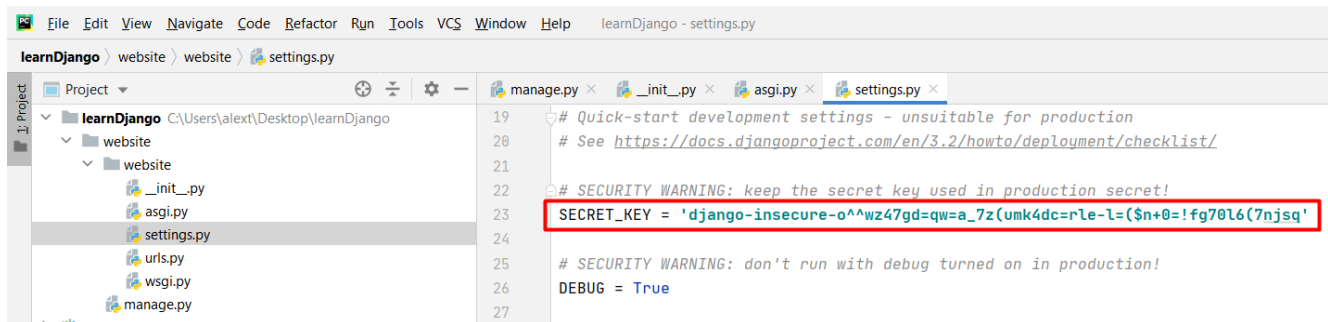 PC File Edit View Navigate Code Refactor Run Tools VCS Window Help learnDjango - settings.py
learnDjango website website settings.py
1: Project
Project
manage.py __init__.py asgi.py settings.py
learnDjango C:\Users\alext\Desktop\learnDjango
website
website
__init__.py
asgi.py
settings.py
urls.py
wsgi.py
manage.py
19 # Quick-start development settings - unsuitable for production
20 # See https://docs.djangoproject.com/en/3.2/howto/deployment/checklist/
21
22 # SECURITY WARNING: keep the secret key used in production secret!
23 SECRET_KEY = 'django-insecure-o^^wz47gd=qw=a_7z(umk4dc=rle-l=($n+0=!fg70l6(7njsq'
24
25 # SECURITY WARNING: don't run with debug turned on in production!
26 DEBUG = True
27